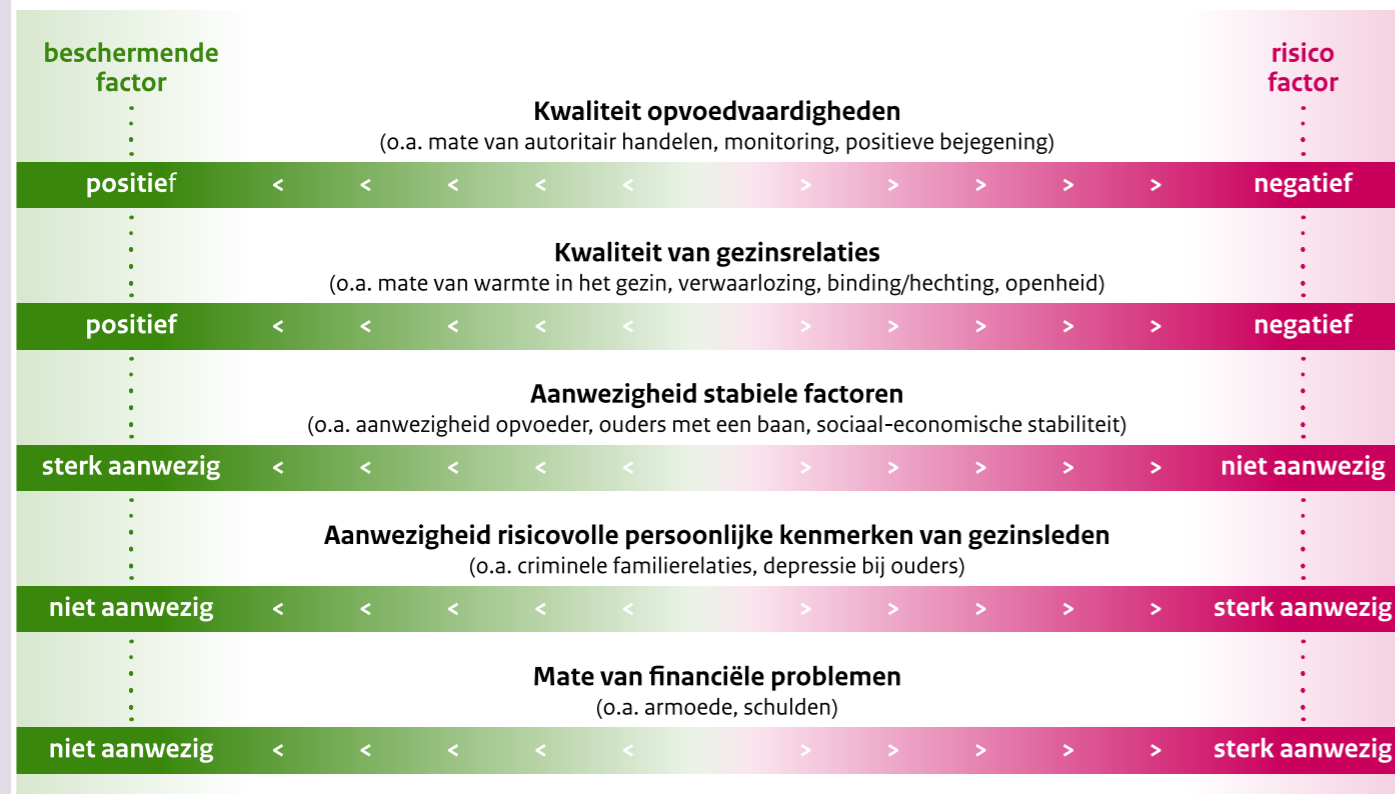 beschermende
factor
risico
factor
Kwaliteit opvoedvaardigheden
(o.a. mate van autoritair handelen, monitoring, positieve bejegening)
positief < < < < < > > > > > negatief
Kwaliteit van gezinsrelaties
(o.a. mate van warmte in het gezin, verwaarlozing, binding/hechting, openheid)
positief < < < < < > > > > > negatief
Aanwezigheid stabiele factoren
(o.a. aanwezigheid opvoeder, ouders met een baan, sociaal-economische stabiliteit)
sterk aanwezig < < < < < > > > > > niet aanwezig
Aanwezigheid risicovolle persoonlijke kenmerken van gezinsleden
(o.a. criminele familierelaties, depressie bij ouders)
niet aanwezig < < < < < > > > > > sterk aanwezig
Mate van financiële problemen
(o.a. armoede, schulden)
niet aanwezig < < < < < > > > > > sterk aanwezig